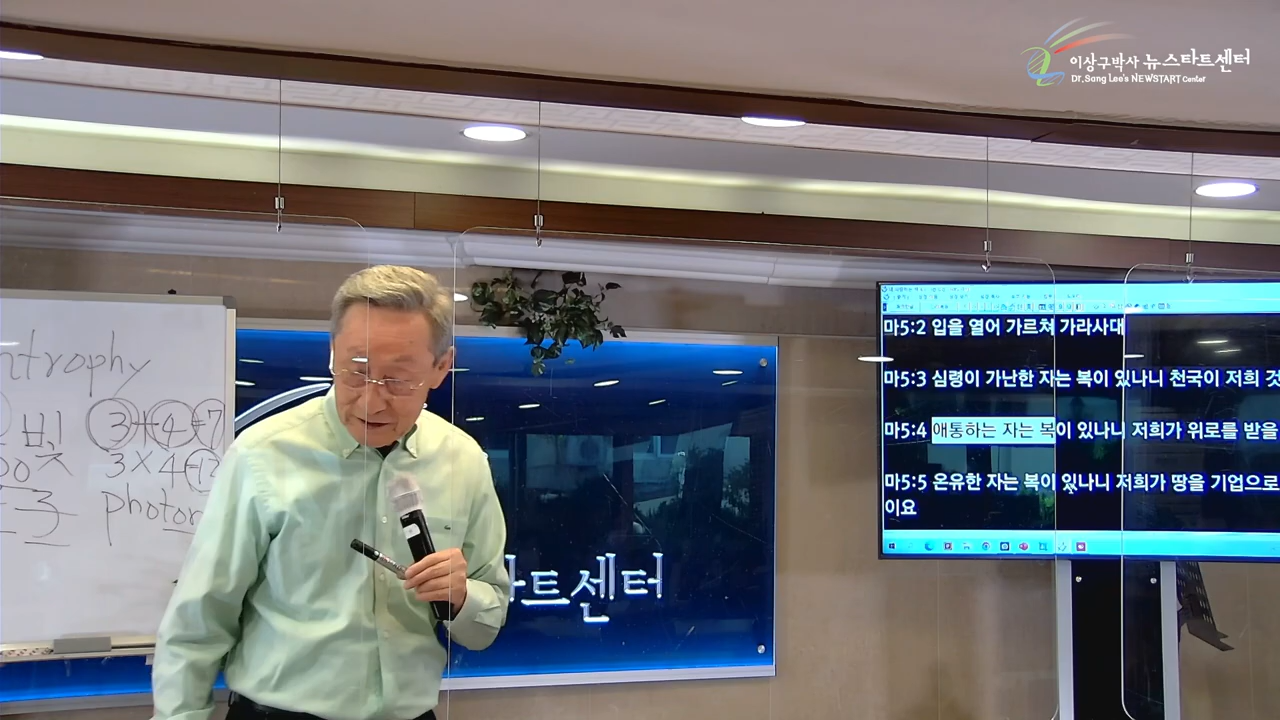 이상구박사 뉴스타트센터
Dr. Sang Lee's NEWSTART Center
ntrophy
빛 3+4=7
00 3×4=12
photon
타트센터
마5:2 입을 열어 가르쳐 가라사대
마5:3 심령이 가난한 자는 복이 있나니 천국이 저희 것
마5:4 애통하는 자는 복이 있나니 저희가 위로를 받을
마5:5 온유한 자는 복이 있나니 저희가 땅을 기업으로
이요